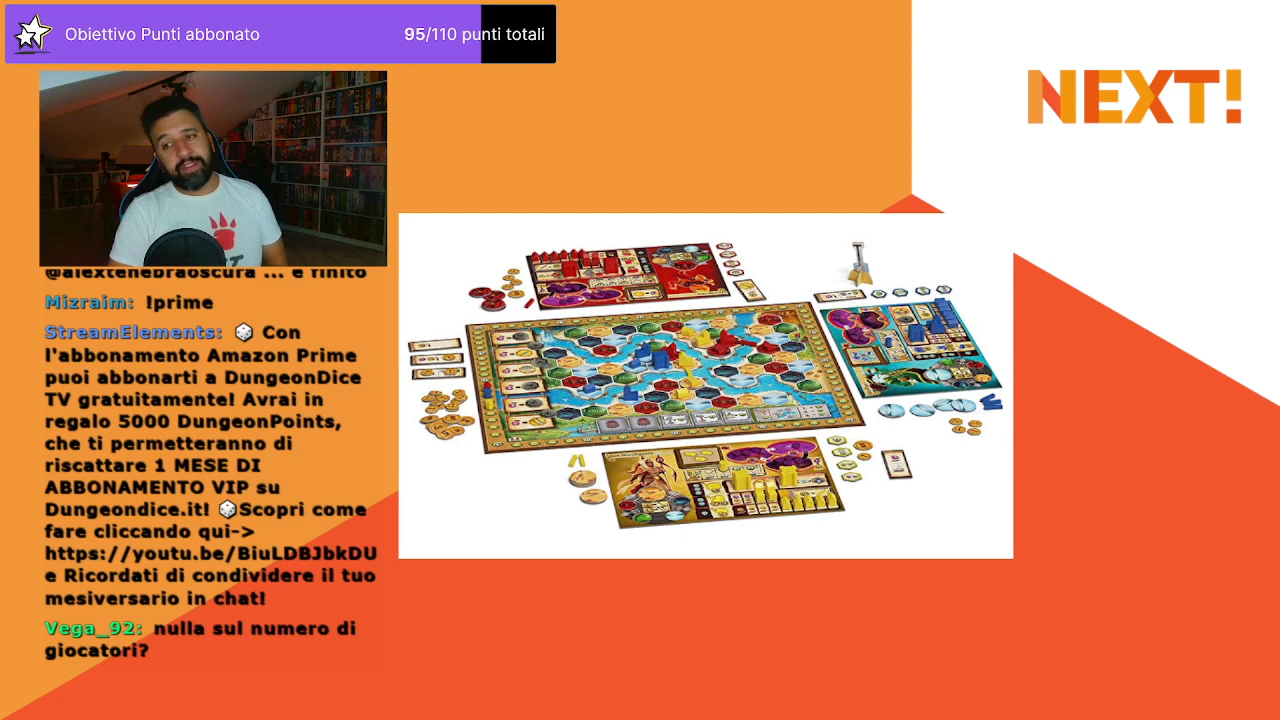 Obiettivo Punti abbonato
95/110 punti totali
NEXT!
@alextenebraoscura ... è finito
Mizraim: !prime
StreamElements: Con
l'abbonamento Amazon Prime
puoi abbonarti a DungeonDice
TV gratuitamente! Avrai in
regalo 5000 DungeonPoints,
che ti permetteranno di
riscattare 1 MESE DI
ABBONAMENTO VIP su
Dungeondice.it! Scopri come
fare cliccando qui->
https://youtu.be/BiuLDBJbkDU
e Ricordati di condividere il tuo
mesiversario in chat!
Vega_92: nulla sul numero di
giocatori?